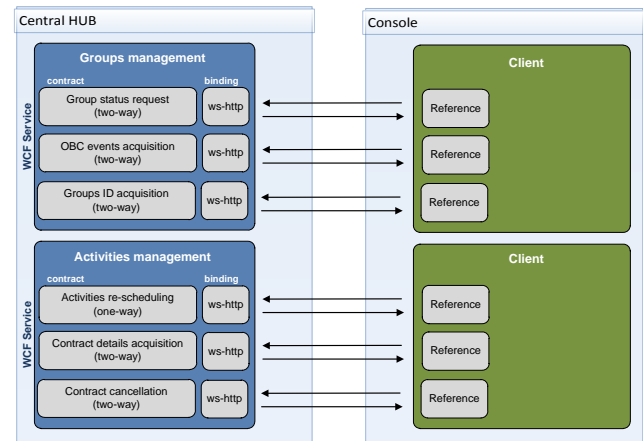 Central HUB
Console
WCF Service
Groups management
contract
binding
Group status request
(two-way)
ws-http
OBC events acquisition
(two-way)
ws-http
Groups ID acquisition
(two-way)
ws-http
Client
Reference
Reference
Reference
WCF Service
Activities management
contract
binding
Activities re-scheduling
(one-way)
ws-http
Contract details acquisition
(two-way)
ws-http
Contract cancellation
(two-way)
ws-http
Client
Reference
Reference
Reference